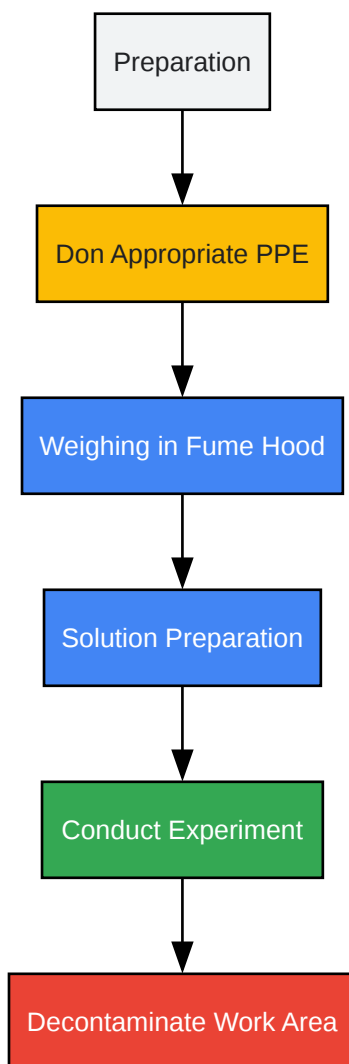 Preparation
Don Appropriate PPE
Weighing in Fume Hood
Solution Preparation
Conduct Experiment
Decontaminate Work Area